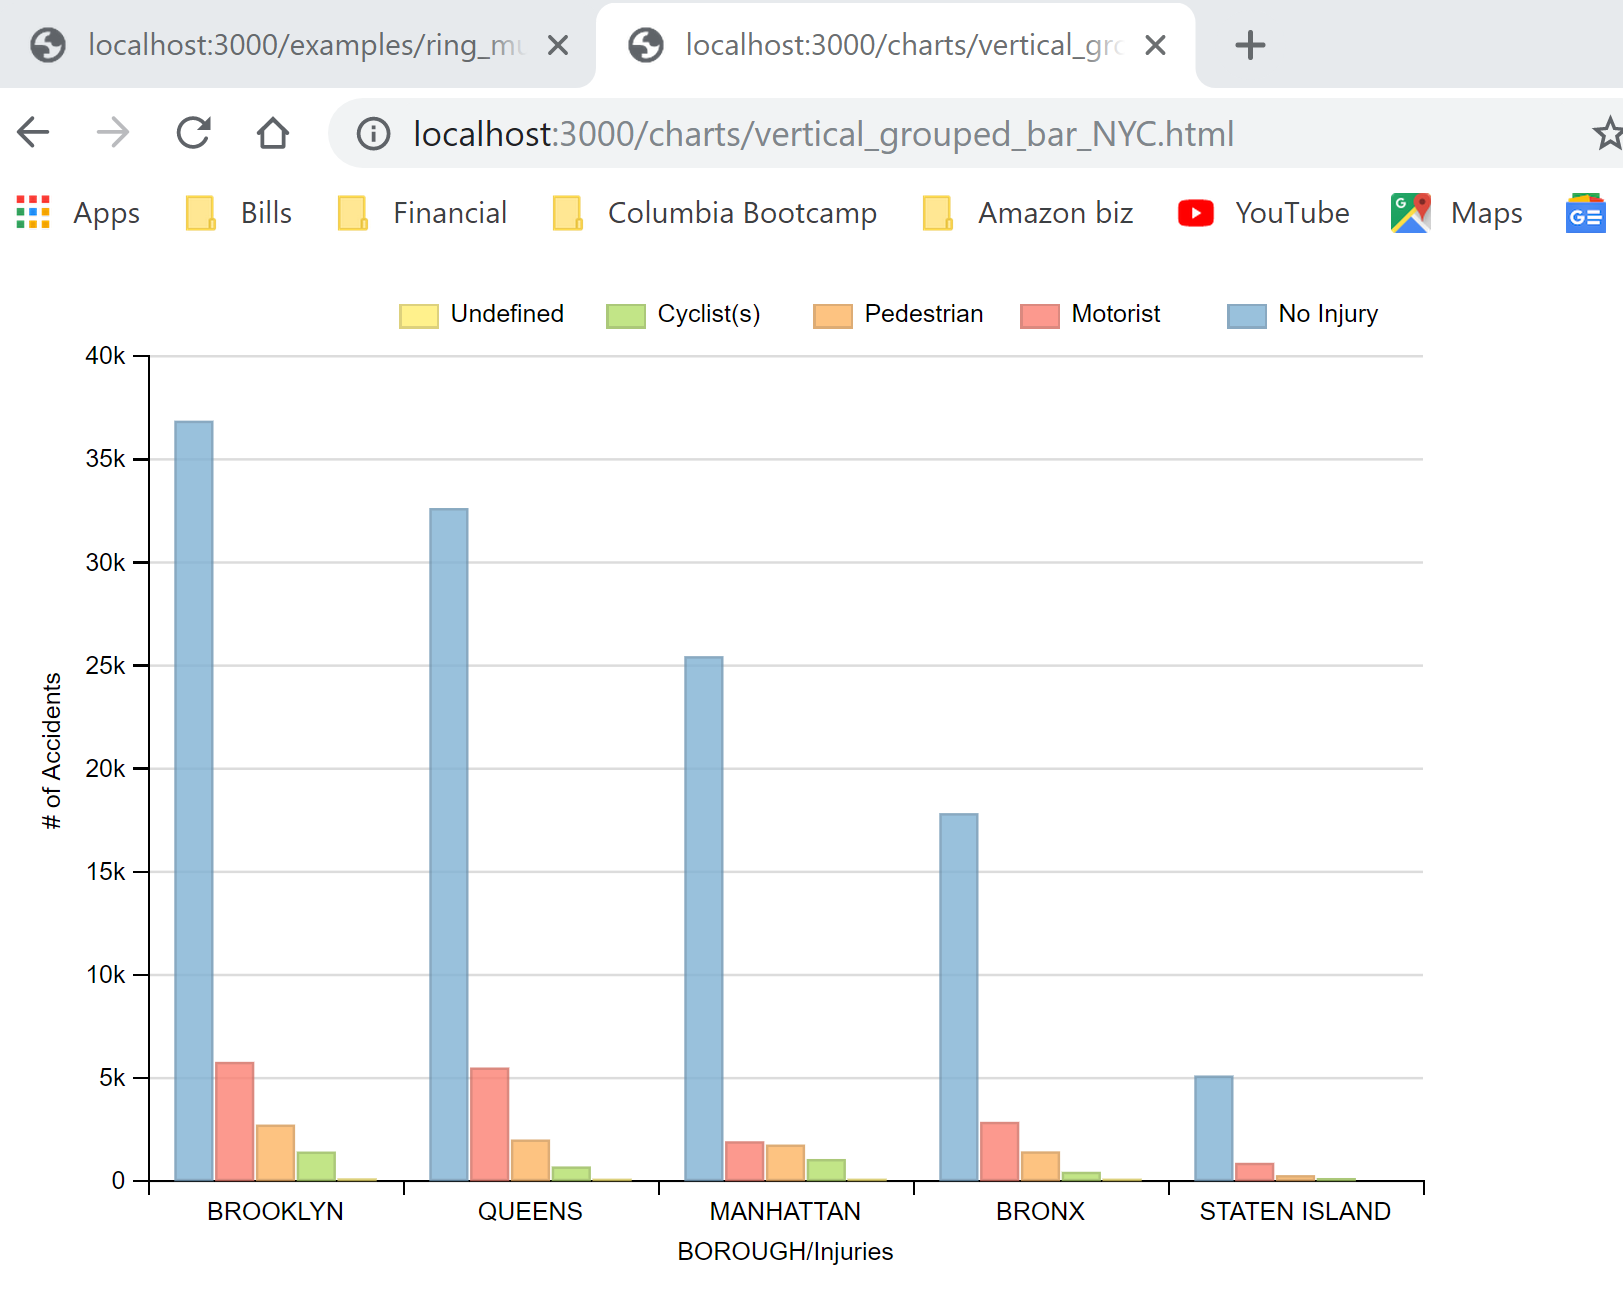 localhost:3000/examples/ring_mu localhost:3000/charts/vertical_gro
localhost:3000/charts/vertical_grouped_bar_NYC.html
Apps Bills Financial Columbia Bootcamp Amazon biz YouTube Maps
Undefined Cyclist(s) Pedestrian Motorist No Injury
40k
35k
30k
25k
20k
15k
10k
5k
0
# of Accidents
BROOKLYN QUEENS MANHATTAN BRONX STATEN ISLAND
BOROUGH/Injuries